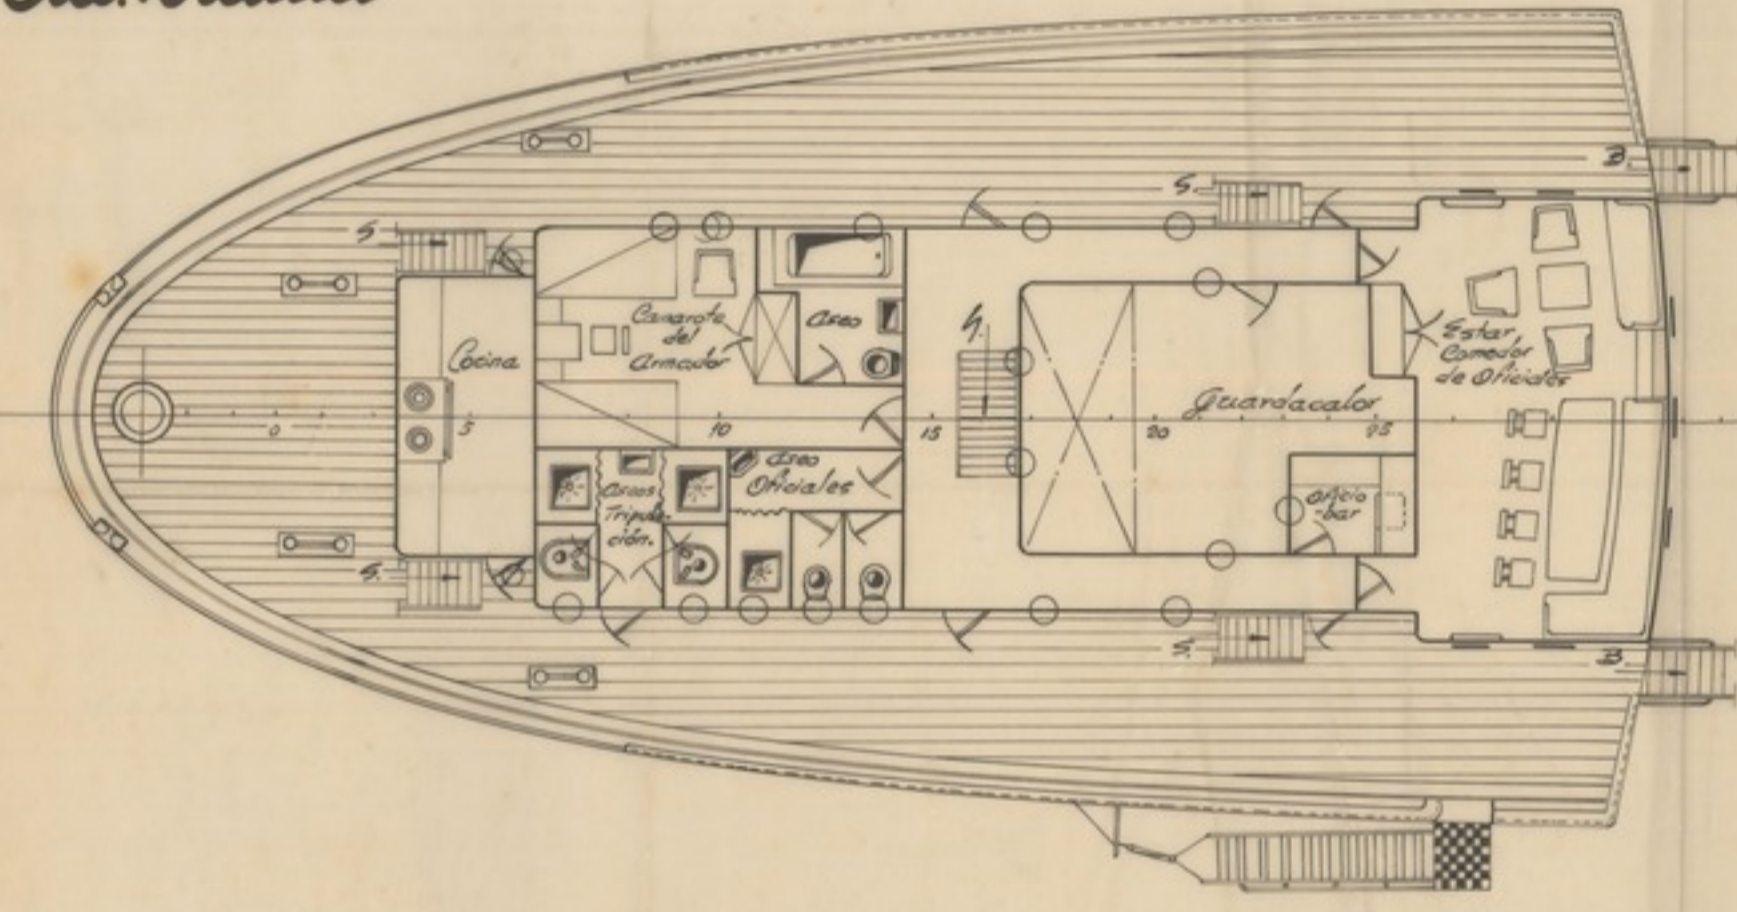 B.
S.
S
Camarote
del
Armador
Aseo
S.
Estar
Comedor
de Oficiales
Cocina
Guardacalor
0
5
10
15
20
25
Aseo
Oficiales
Aseos
Tripula-
ción.
Oficio
-bar
S.
S.
B